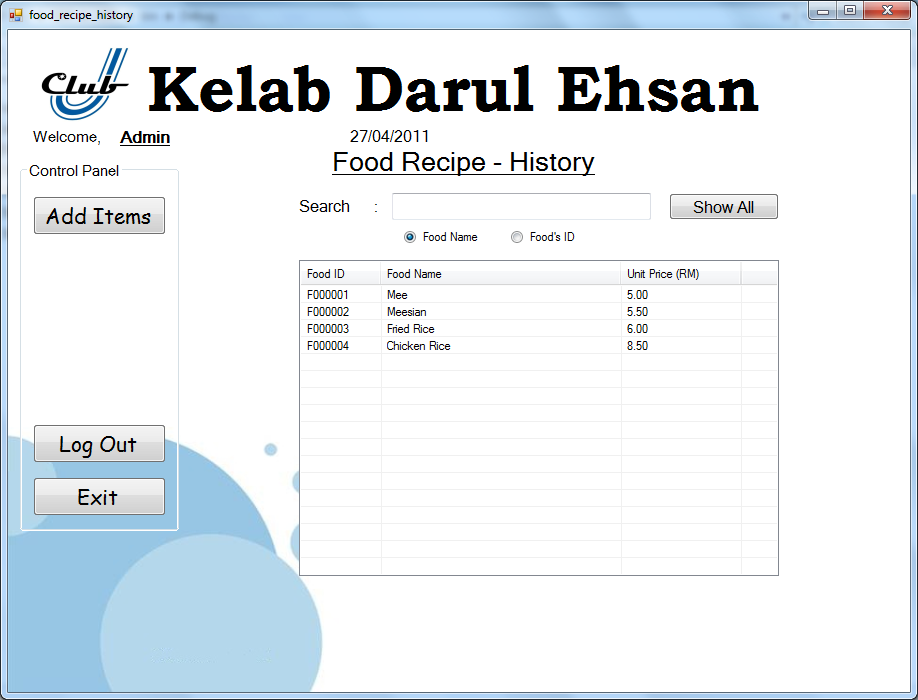 food_recipe_history
Club
Kelab Darul Ehsan
Welcome, Admin
27/04/2011
Food Recipe - History
Control Panel
Add Items
Log Out
Exit
Search :
Show All
Food Name Food's ID
Food ID Food Name Unit Price (RM)
F000001 Mee 5.00
F000002 Meesian 5.50
F000003 Fried Rice 6.00
F000004 Chicken Rice 8.50